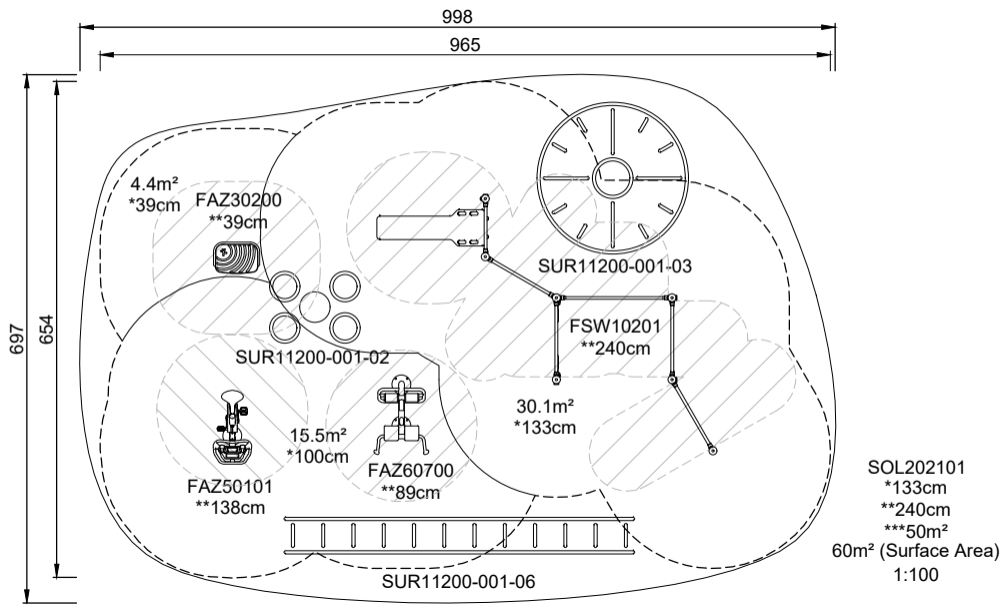 998
965
697
654
4.4m²
*39cm
FAZ30200
**39cm
SUR11200-001-03
FSW10201
**240cm
SUR11200-001-02
30.1m²
*133cm
15.5m²
*100cm
FAZ60700
**89cm
FAZ50101
**138cm
SUR11200-001-06
SOL202101
*133cm
**240cm
***50m²
60m² (Surface Area)
1:100